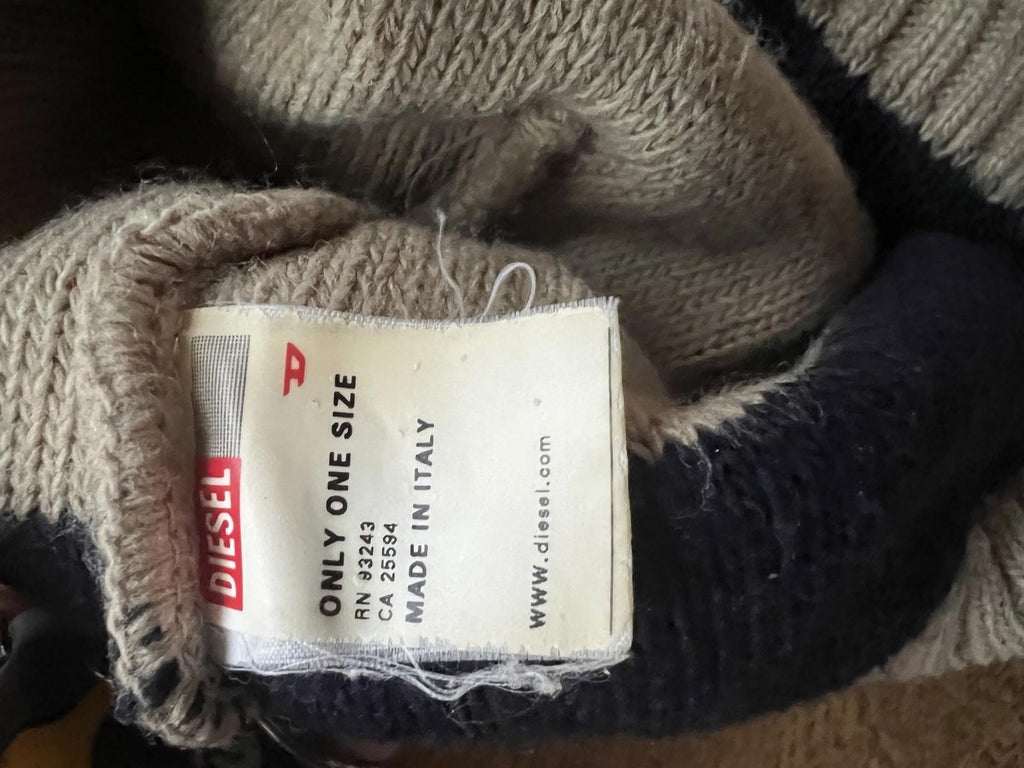 DIESEL
D
ONLY ONE SIZE
RN 93243
CA 25594
MADE IN ITALY
www.diesel.com